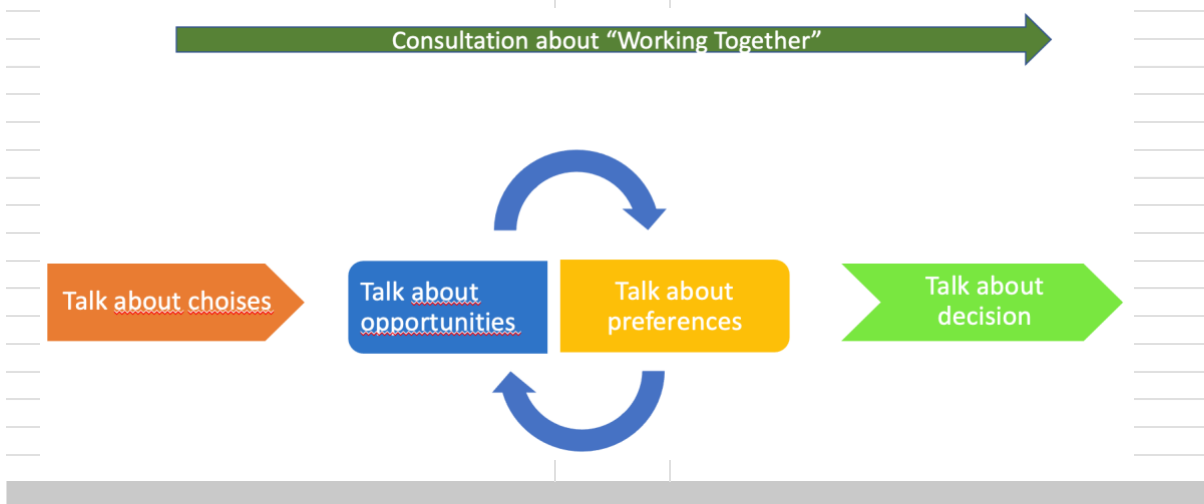 Consultation about “Working Together”
Talk about choises
Talk about
opportunities
Talk about
preferences
Talk about
decision